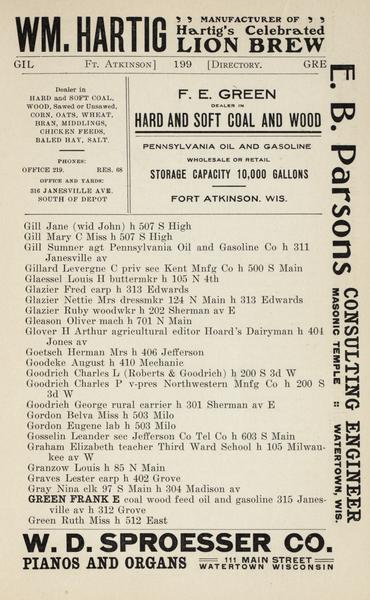 WM. HARTIG
MANUFACTURER OF
Hartig's Celebrated
LION BREW
GIL FT. ATKINSON] 199 [DIRECTORY. GRE
Dealer in
HARD and SOFT COAL,
WOOD, Sawed or Unsawed,
CORN, OATS, WHEAT,
BRAN, MIDDLINGS,
CHICKEN FEEDS,
BALED HAY, SALT.
PHONES:
OFFICE 219. RES. 68
OFFICE AND YARDS:
316 JANESVILLE AVE.
SOUTH OF DEPOT
F. E. GREEN
DEALER IN
HARD AND SOFT COAL AND WOOD
PENNSYLVANIA OIL AND GASOLINE
WHOLESALE OR RETAIL
STORAGE CAPACITY 10,000 GALLONS
FORT ATKINSON, WIS.
Gill Jane (wid John) h 507 S High
Gill Mary C Miss h 507 S High
Gill Sumner agt Pennsylvania Oil and Gasoline Co h 311
Janesville av
Gillard Levergne C priv sec Kent Mnfg Co h 500 S Main
Glaessel Louis H buttermkr h 105 N 4th
Glazier Fred carp h 313 Edwards
Glazier Nettie Mrs dressmkr 124 N Main h 313 Edwards
Glazier Ruby woodwkr h 202 Sherman av E
Gleason Oliver mach h 701 N Main
Glover H Arthur agricultural editor Hoard's Dairyman h 404
Jones av
Goetsch Herman Mrs h 406 Jefferson
Goodeke August h 410 Mechanic
Goodrich Charles L (Roberts & Goodrich) h 200 S 3d W
Goodrich Charles P v-pres Northwestern Mnfg Co h 200 S
3d W
Goodrich George rural carrier h 301 Sherman av E
Gordon Belva Miss h 503 Milo
Gordon Eugene lab h 503 Milo
Gosselin Leander sec Jefferson Co Tel Co h 603 S Main
Graham Elizabeth teacher Third Ward School h 105 Milwau-
kee av W
Granzow Louis h 85 N Main
Graves Lester carp h 402 Grove
Gray Nina clk 97 S Main h 304 Madison av
GREEN FRANK E coal wood feed oil and gasoline 315 Janes-
ville av h 312 Grove
Green Ruth Miss h 512 East
E. B. Parsons
CONSULTING ENGINEER
MASONIC TEMPLE :: WATERTOWN, WIS.
W. D. SPROESSER CO.
PIANOS AND ORGANS
111 MAIN STREET
WATERTOWN WISCONSIN